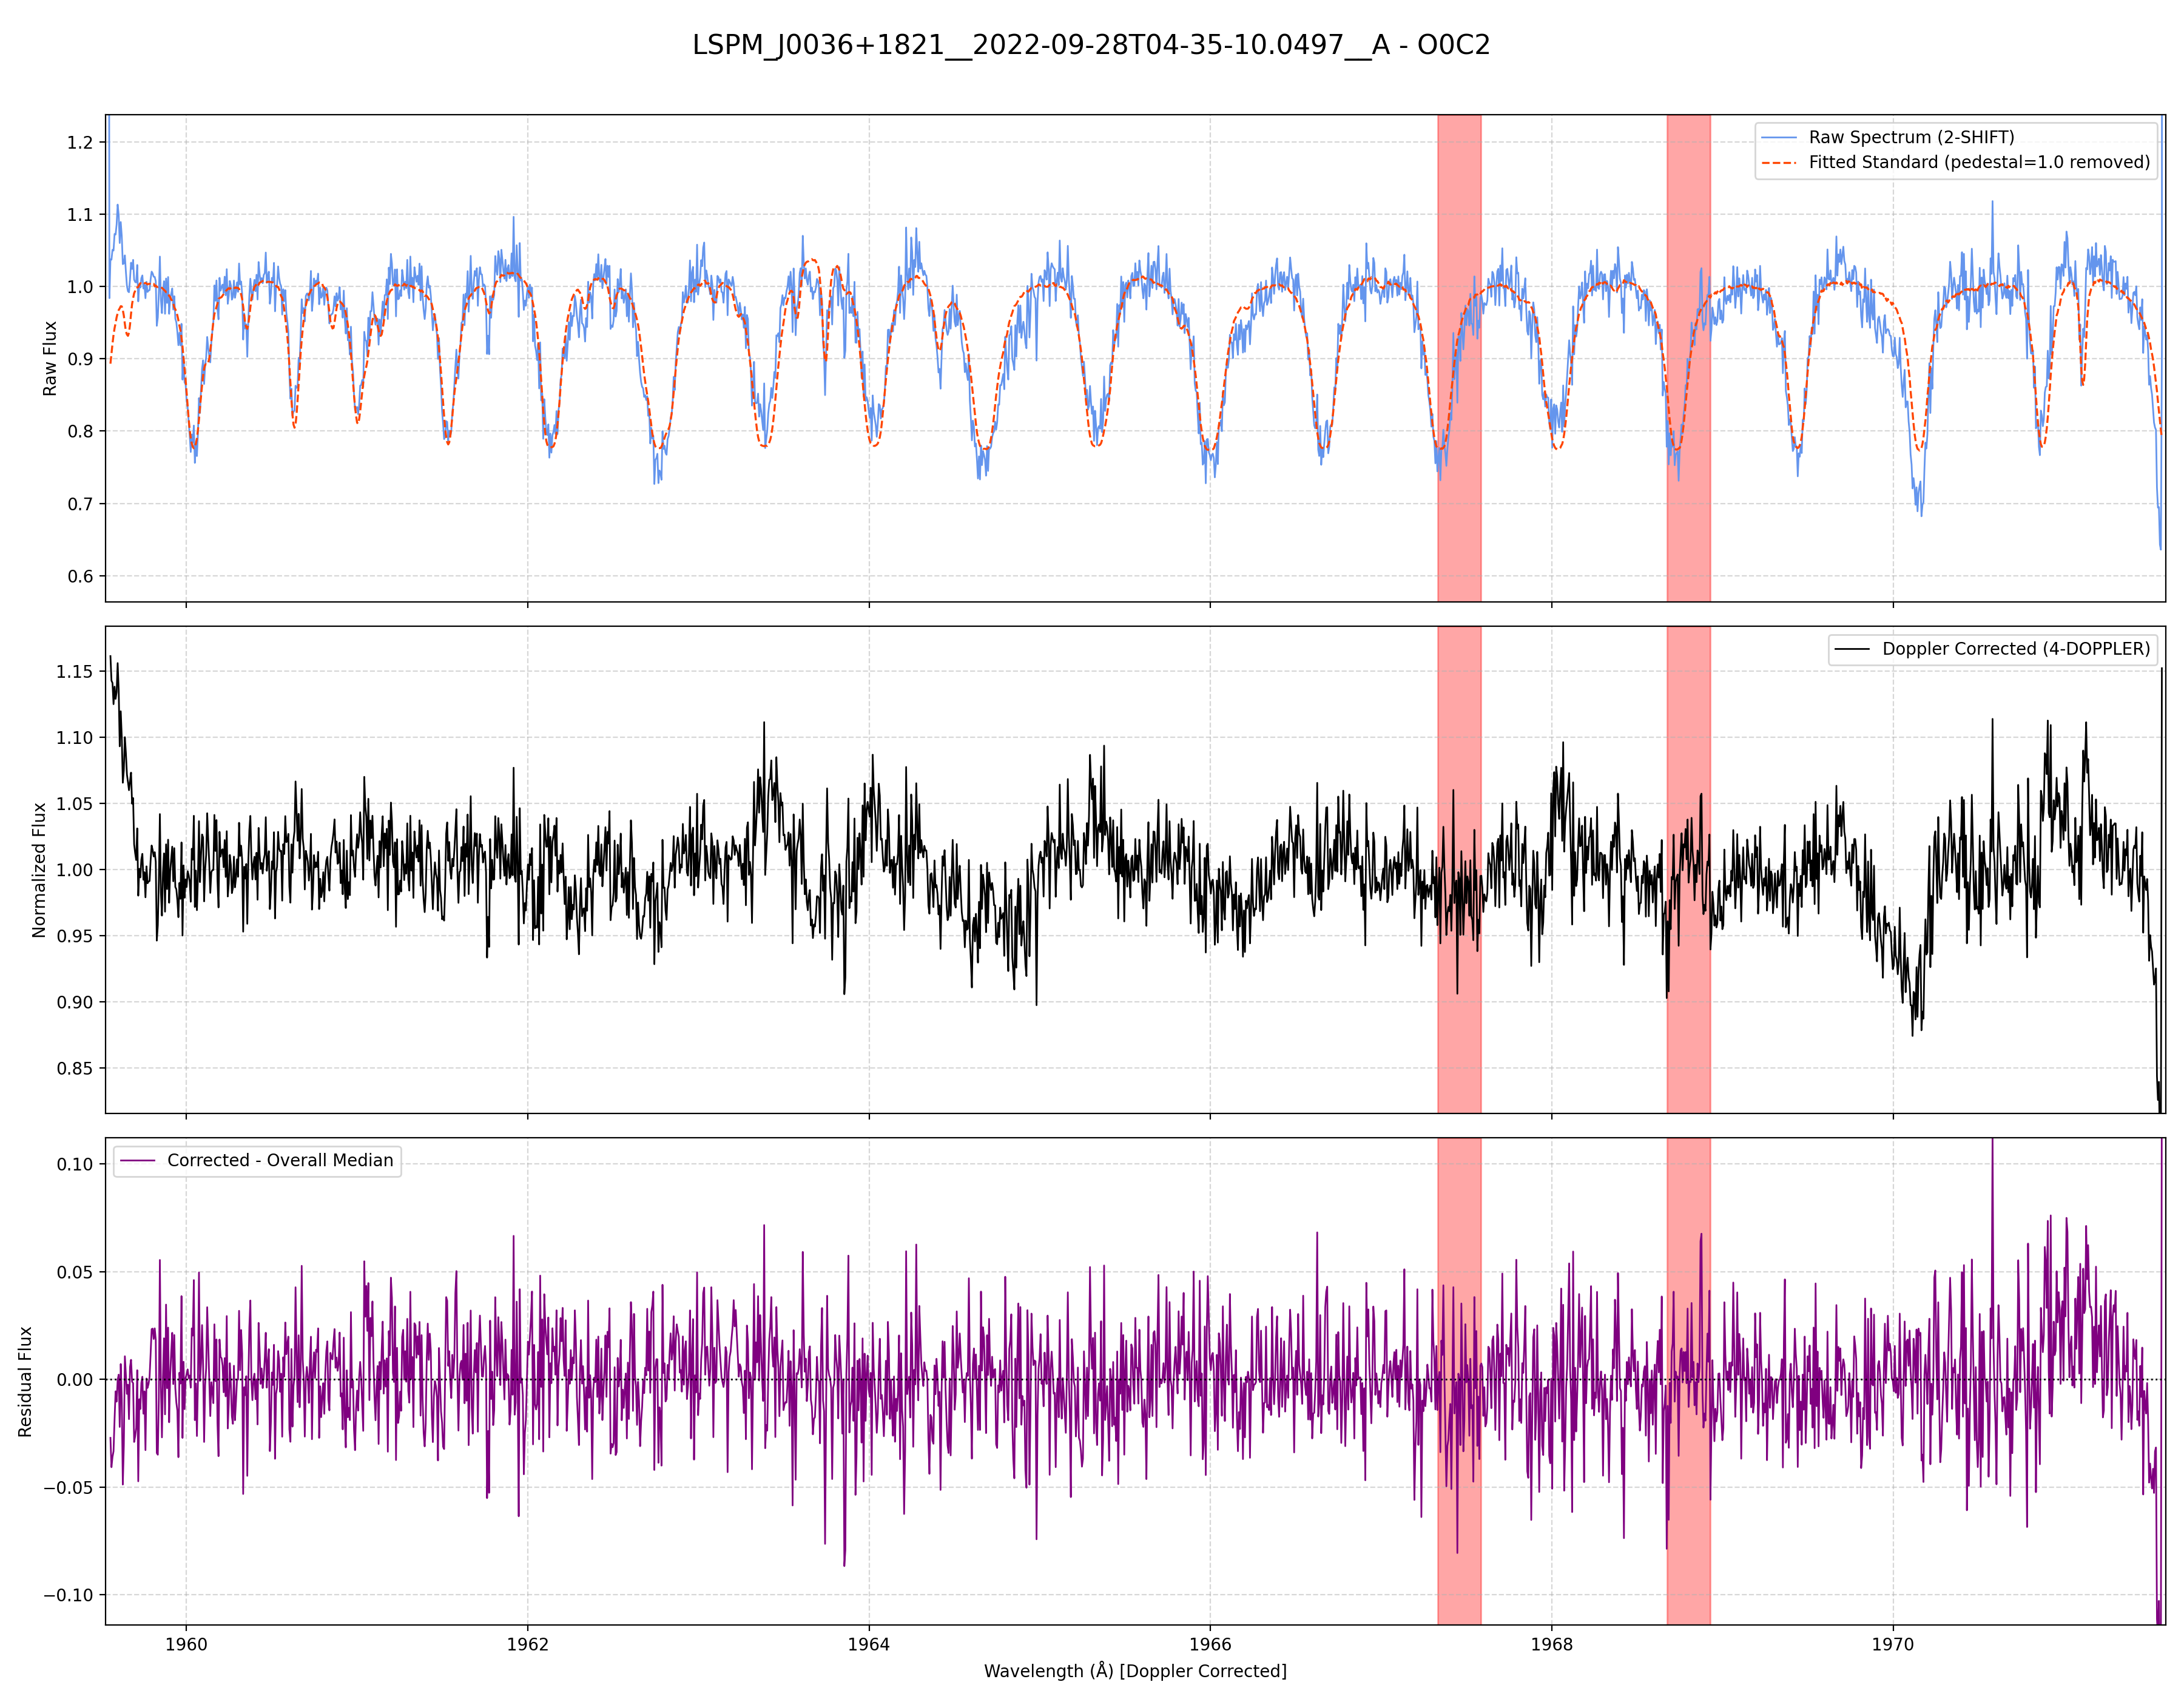 LSPM_J0036+1821__2022-09-28T04-35-10.0497__A - O0C2
Raw Flux
1.2
1.1
1.0
0.9
0.8
0.7
0.6
Raw Spectrum (2-SHIFT)
Fitted Standard (pedestal=1.0 removed)
Normalized Flux
1.15
1.10
1.05
1.00
0.95
0.90
0.85
Doppler Corrected (4-DOPPLER)
Residual Flux
0.10
0.05
0.00
−0.05
−0.10
Corrected - Overall Median
1960 1962 1964 1966 1968 1970
Wavelength (Å) [Doppler Corrected]